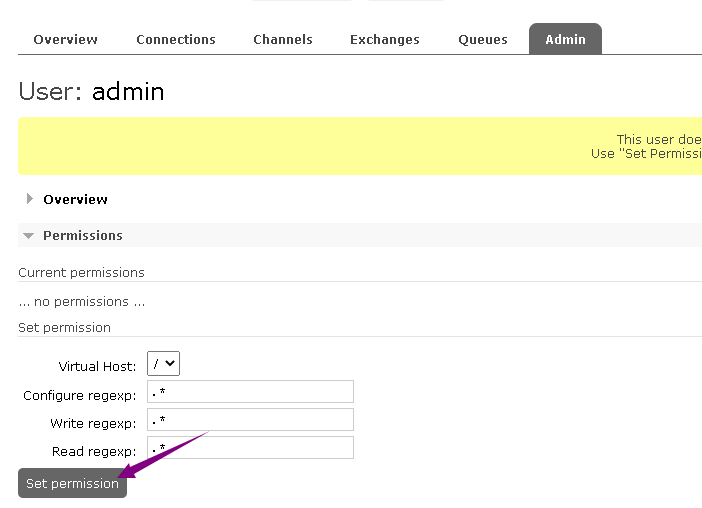 Overview Connections Channels Exchanges Queues Admin
User: admin
This user doe
Use "Set Permissi
Overview
Permissions
Current permissions
... no permissions ...
Set permission
Virtual Host: /
Configure regexp: .*
Write regexp: .*
Read regexp: .*
Set permission